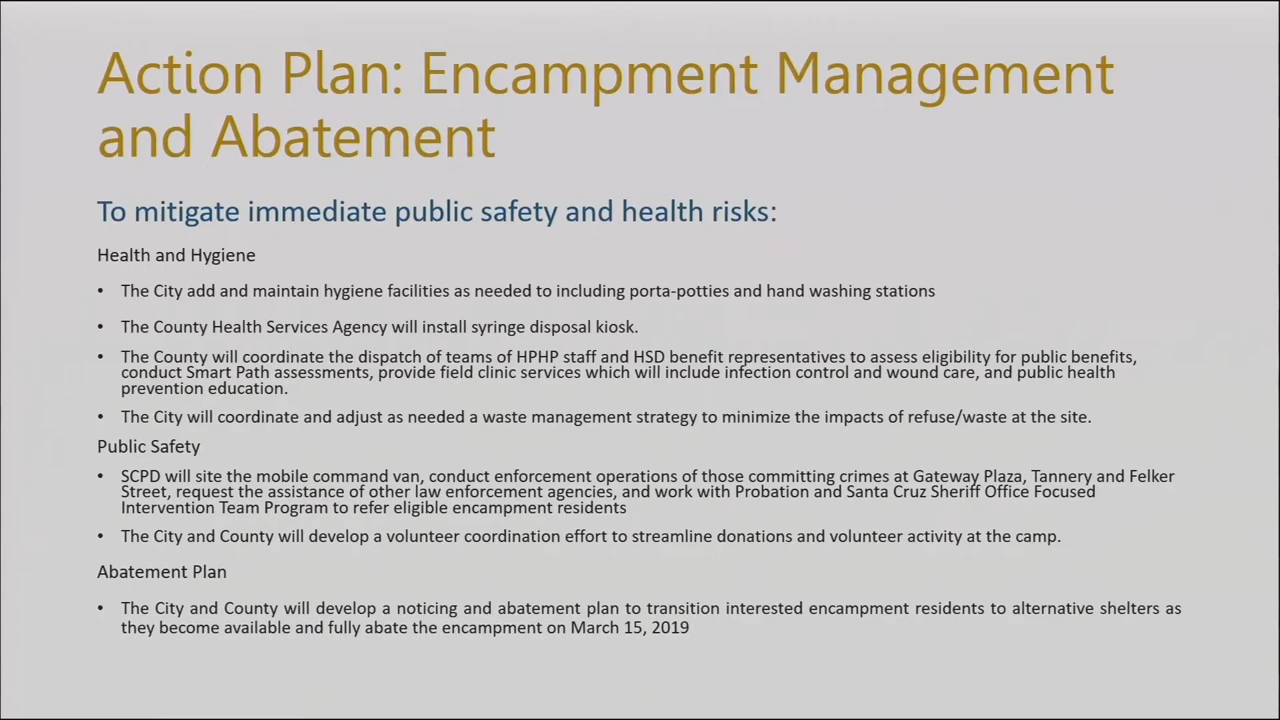 Action Plan: Encampment Management
and Abatement
To mitigate immediate public safety and health risks:
Health and Hygiene
• The City add and maintain hygiene facilities as needed to including porta-potties and hand washing stations
• The County Health Services Agency will install syringe disposal kiosk.
• The County will coordinate the dispatch of teams of HPHP staff and HSD benefit representatives to assess eligibility for public benefits,
conduct Smart Path assessments, provide field clinic services which will include infection control and wound care, and public health
prevention education.
• The City will coordinate and adjust as needed a waste management strategy to minimize the impacts of refuse/waste at the site.
Public Safety
• SCPD will site the mobile command van, conduct enforcement operations of those committing crimes at Gateway Plaza, Tannery and Felker
Street, request the assistance of other law enforcement agencies, and work with Probation and Santa Cruz Sheriff Office Focused
Intervention Team Program to refer eligible encampment residents
• The City and County will develop a volunteer coordination effort to streamline donations and volunteer activity at the camp.
Abatement Plan
• The City and County will develop a noticing and abatement plan to transition interested encampment residents to alternative shelters as
they become available and fully abate the encampment on March 15, 2019